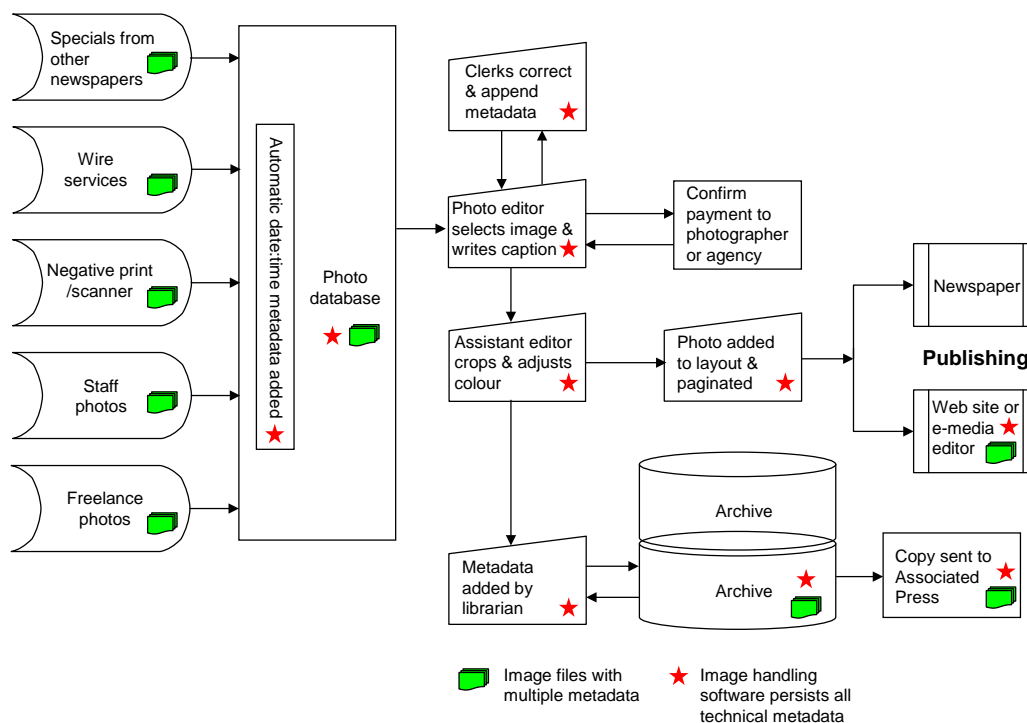 Specials from
other
newspapers
Wire
services
Negative print
/scanner
Staff
photos
Freelance
photos
Automatic date:time metadata added
Photo
database
Clerks correct
& append
metadata
Photo editor
selects image &
writes caption
Confirm
payment to
photographer
or agency
Assistant editor
crops & adjusts
colour
Photo added
to layout &
paginated
Newspaper
Publishing
Web site or
e-media
editor
Archive
Metadata
added by
librarian
Archive
Copy sent to
Associated
Press
Image files with
multiple metadata
Image handling
software persists all
technical metadata